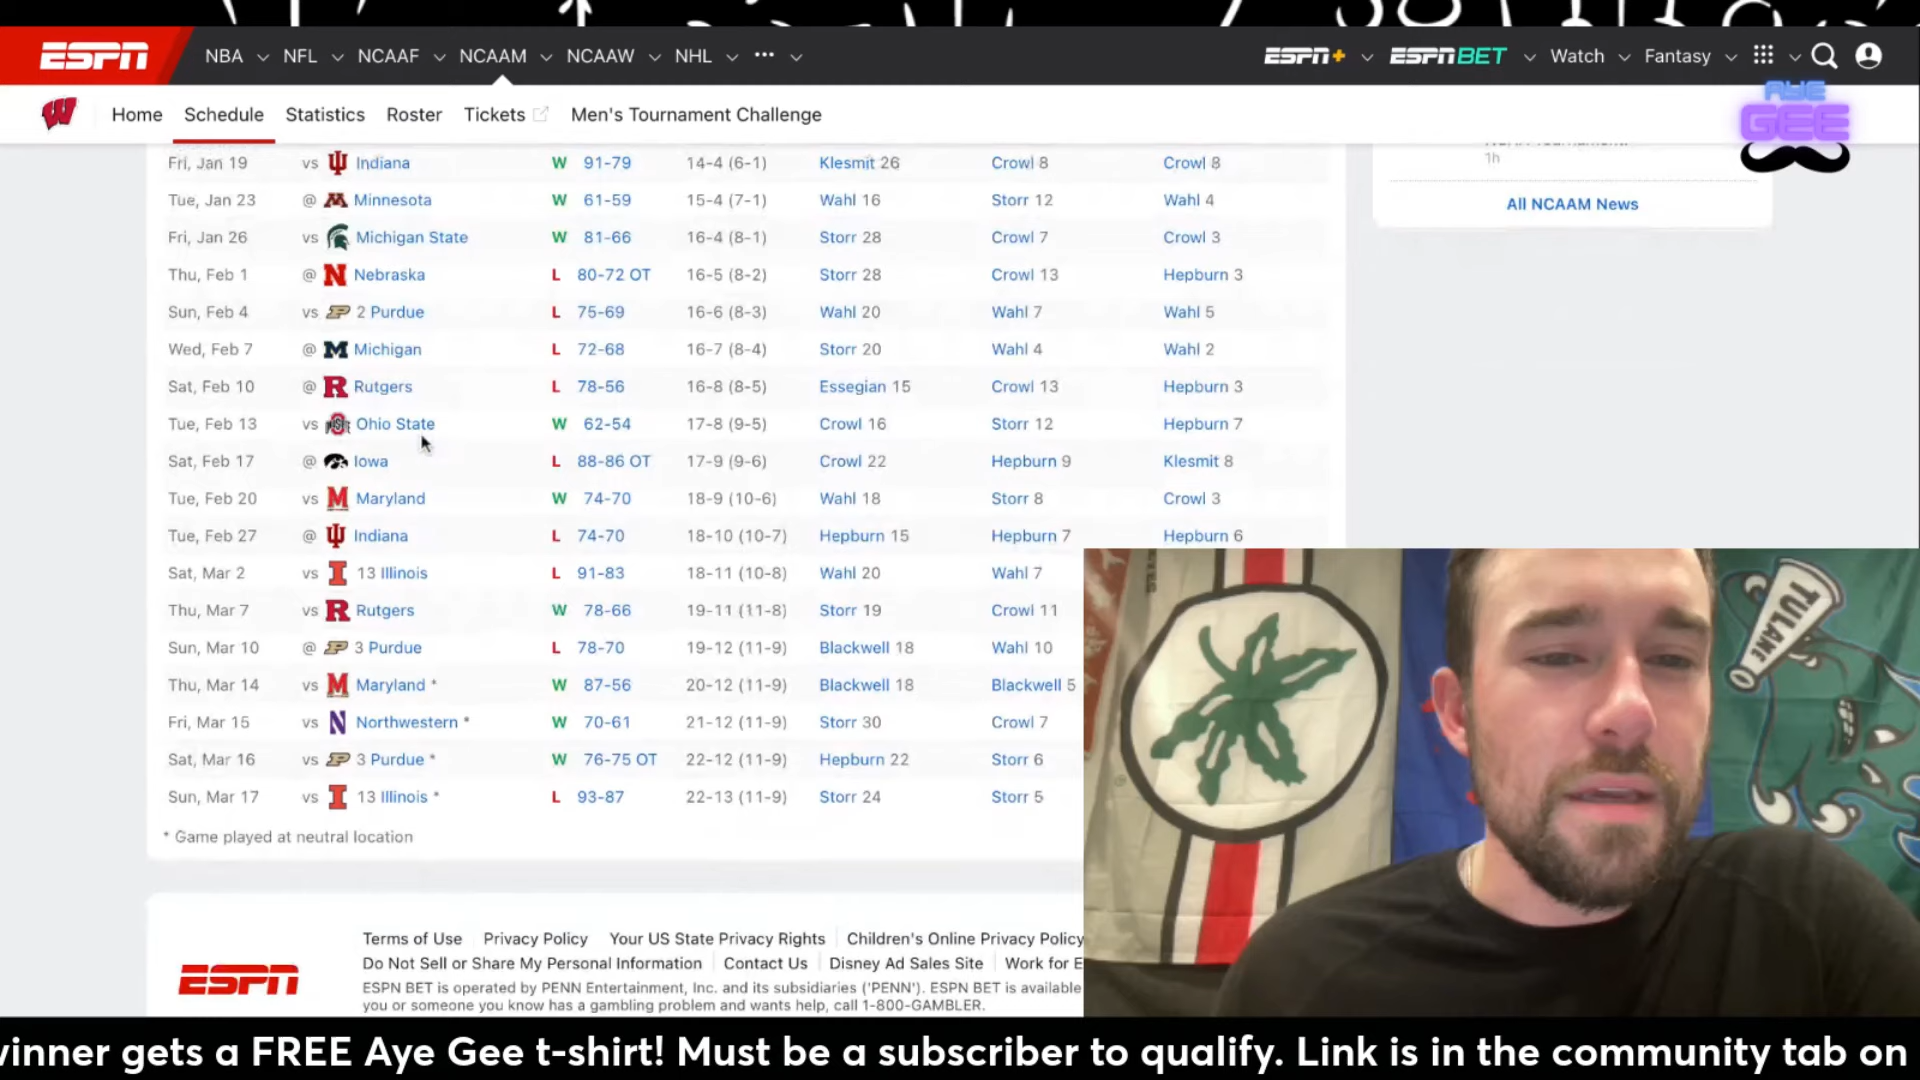 ESPN NBA NFL NCAAF NCAAM NCAAW NHL ••• ESPN+ ESPN BET Watch Fantasy
W Home Schedule Statistics Roster Tickets Men's Tournament Challenge
AYE
GEE
Fri, Jan 19 vs Indiana W 91-79 14-4 (6-1) Klesmit 26 Crowl 8 Crowl 8
1h
Tue, Jan 23 @ Minnesota W 61-59 15-4 (7-1) Wahl 16 Storr 12 Wahl 4
All NCAAM News
Fri, Jan 26 vs Michigan State W 81-66 16-4 (8-1) Storr 28 Crowl 7 Crowl 3
Thu, Feb 1 @ Nebraska L 80-72 OT 16-5 (8-2) Storr 28 Crowl 13 Hepburn 3
Sun, Feb 4 vs 2 Purdue L 75-69 16-6 (8-3) Wahl 20 Wahl 7 Wahl 5
Wed, Feb 7 @ Michigan L 72-68 16-7 (8-4) Storr 20 Wahl 4 Wahl 2
Sat, Feb 10 @ Rutgers L 78-56 16-8 (8-5) Essegian 15 Crowl 13 Hepburn 3
Tue, Feb 13 vs Ohio State W 62-54 17-8 (9-5) Crowl 16 Storr 12 Hepburn 7
Sat, Feb 17 @ Iowa L 88-86 OT 17-9 (9-6) Crowl 22 Hepburn 9 Klesmit 8
Tue, Feb 20 vs Maryland W 74-70 18-9 (10-6) Wahl 18 Storr 8 Crowl 3
Tue, Feb 27 @ Indiana L 74-70 18-10 (10-7) Hepburn 15 Hepburn 7 Hepburn 6
Sat, Mar 2 vs 13 Illinois L 91-83 18-11 (10-8) Wahl 20 Wahl 7
Thu, Mar 7 vs Rutgers W 78-66 19-11 (11-8) Storr 19 Crowl 11
Sun, Mar 10 @ 3 Purdue L 78-70 19-12 (11-9) Blackwell 18 Wahl 10
Thu, Mar 14 vs Maryland * W 87-56 20-12 (11-9) Blackwell 18 Blackwell 5
Fri, Mar 15 vs Northwestern * W 70-61 21-12 (11-9) Storr 30 Crowl 7
Sat, Mar 16 vs 3 Purdue * W 76-75 OT 22-12 (11-9) Hepburn 22 Storr 6
Sun, Mar 17 vs 13 Illinois * L 93-87 22-13 (11-9) Storr 24 Storr 5
* Game played at neutral location
TULANE
Terms of Use Privacy Policy Your US State Privacy Rights Children's Online Privacy Policy
Do Not Sell or Share My Personal Information Contact Us Disney Ad Sales Site Work for E
ESPN
ESPN BET is operated by PENN Entertainment, Inc. and its subsidiaries ('PENN'). ESPN BET is available
you or someone you know has a gambling problem and wants help, call 1-800-GAMBLER.
winner gets a FREE Aye Gee t-shirt! Must be a subscriber to qualify. Link is in the community tab on